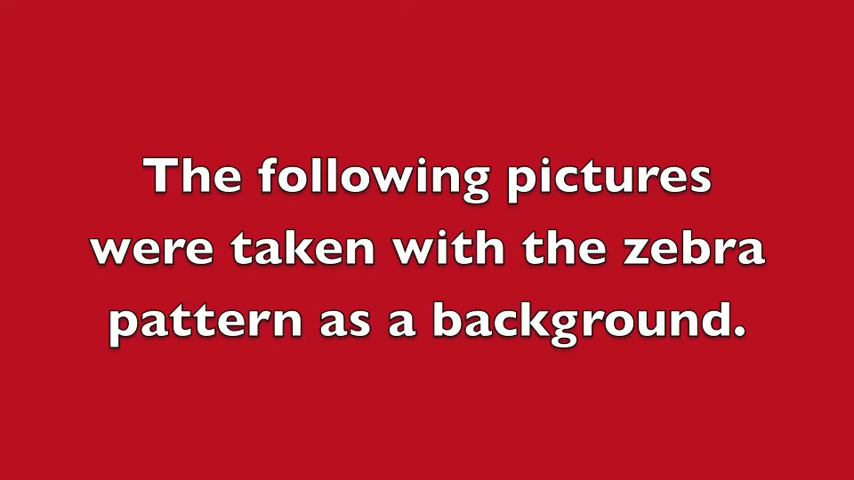 The following pictures
were taken with the zebra
pattern as a background.